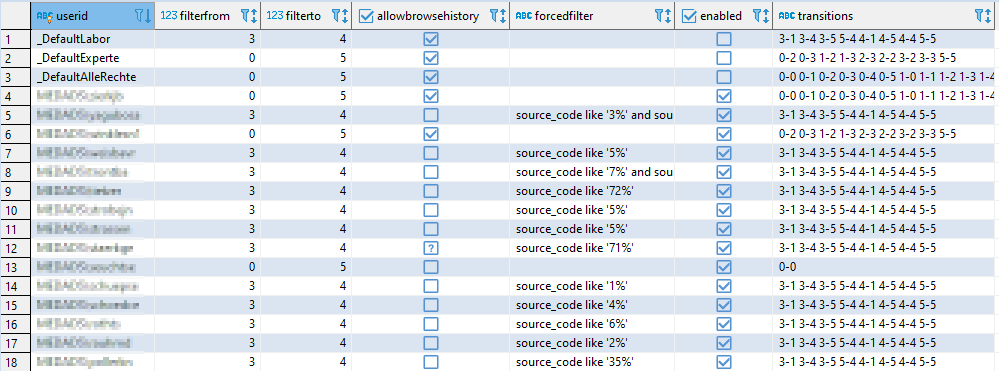 userid 123 filterfrom 123 filterto allowbrowsehistory ABC forcedfilter enabled ABC transitions
1 _DefaultLabor 3 4 3-1 3-4 3-5 5-4 4-1 4-5 4-4 5-5
2 _DefaultExperte 0 5 0-2 0-3 1-2 1-3 2-3 2-2 3-2 3-3 5-5
3 _DefaultAlleRechte 0 5 0-0 0-1 0-2 0-3 0-4 0-5 1-0 1-1 1-2 1-3 1-4
4 0 5 0-0 0-1 0-2 0-3 0-4 0-5 1-0 1-1 1-2 1-3 1-4
5 3 4 source_code like '3%' and sou 3-1 3-4 3-5 5-4 4-1 4-5 4-4 5-5
6 0 5 0-2 0-3 1-2 1-3 2-3 2-2 3-2 3-3 5-5
7 3 4 source_code like '5%' 3-1 3-4 3-5 5-4 4-1 4-5 4-4 5-5
8 3 4 source_code like '7%' and sou 3-1 3-4 3-5 5-4 4-1 4-5 4-4 5-5
9 3 4 source_code like '72%' 3-1 3-4 3-5 5-4 4-1 4-5 4-4 5-5
10 3 4 source_code like '5%' 3-1 3-4 3-5 5-4 4-1 4-5 4-4 5-5
11 3 4 source_code like '5%' 3-1 3-4 3-5 5-4 4-1 4-5 4-4 5-5
12 3 4 ? source_code like '71%' 3-1 3-4 3-5 5-4 4-1 4-5 4-4 5-5
13 0 5 0-0
14 3 4 source_code like '1%' 3-1 3-4 3-5 5-4 4-1 4-5 4-4 5-5
15 3 4 source_code like '4%' 3-1 3-4 3-5 5-4 4-1 4-5 4-4 5-5
16 3 4 source_code like '6%' 3-1 3-4 3-5 5-4 4-1 4-5 4-4 5-5
17 3 4 source_code like '2%' 3-1 3-4 3-5 5-4 4-1 4-5 4-4 5-5
18 3 4 source_code like '35%' 3-1 3-4 3-5 5-4 4-1 4-5 4-4 5-5